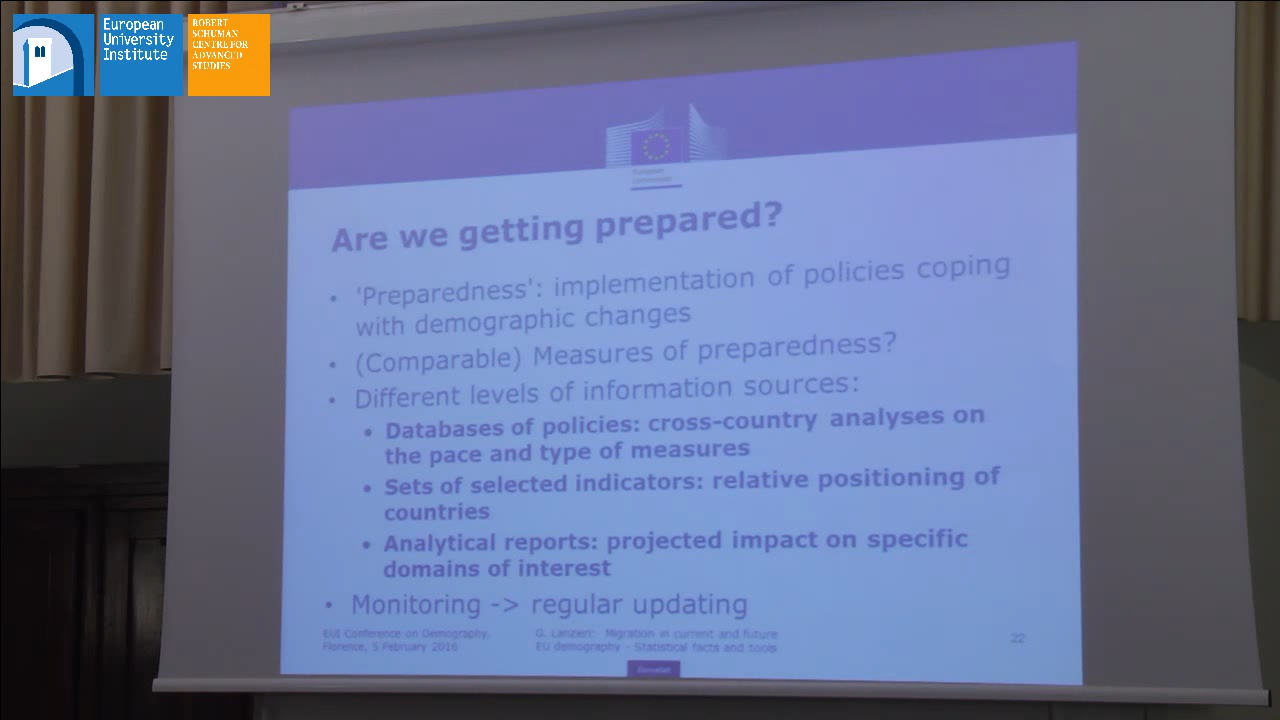 European
University
Institute
ROBERT
SCHUMAN
CENTRE FOR
ADVANCED
STUDIES
European
Commission
Are we getting prepared?
• 'Preparedness': implementation of policies coping
with demographic changes
• (Comparable) Measures of preparedness?
• Different levels of information sources:
• Databases of policies: cross-country analyses on
the pace and type of measures
• Sets of selected indicators: relative positioning of
countries
• Analytical reports: projected impact on specific
domains of interest
• Monitoring -> regular updating
EUI Conference on Demography,
Florence, 5 February 2016
G. Lanzieri: Migration in current and future
EU demography - Statistical facts and tools
22
Eurostat